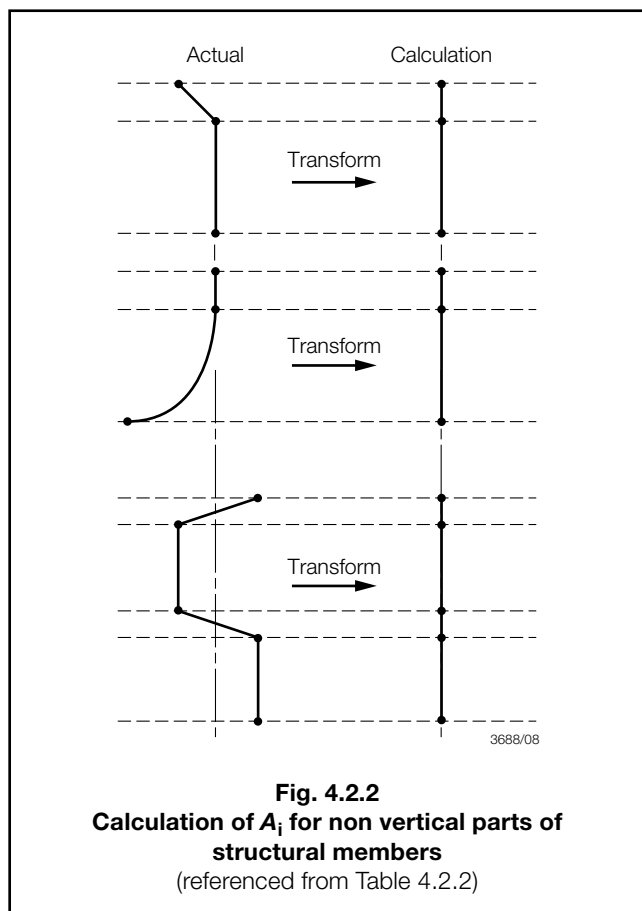 Actual Calculation
Transform
Transform
Transform
3688/08
Fig. 4.2.2
Calculation of Ai for non vertical parts of
structural members
(referenced from Table 4.2.2)